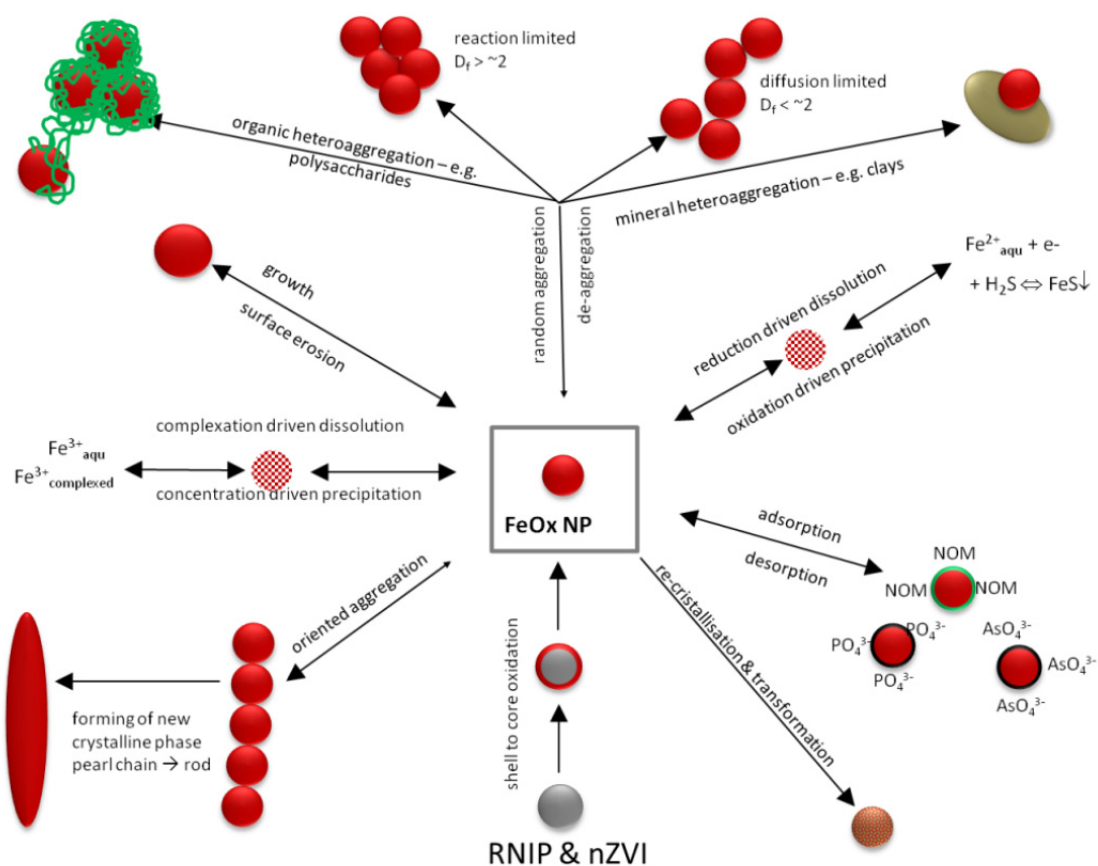 reaction limited
D_f > ~2
diffusion limited
D_f < ~2
organic heteroaggregation – e.g.
polysaccharides
mineral heteroaggregation – e.g. clays
random aggregation
de-aggregation
growth
surface erosion
reduction driven dissolution
oxidation driven precipitation
Fe²⁺aqu + e-
+ H₂S ⇔ FeS↓
complexation driven dissolution
concentration driven precipitation
Fe³⁺aqu
Fe³⁺complexed
FeOx NP
adsorption
desorption
NOM
NOM
NOM
PO₄³⁻
PO₄³⁻
PO₄³⁻
AsO₄³⁻
AsO₄³⁻
AsO₄³⁻
oriented aggregation
forming of new
crystalline phase
pearl chain → rod
shell to core oxidation
re-cristallisation & transformation
RNIP & nZVI